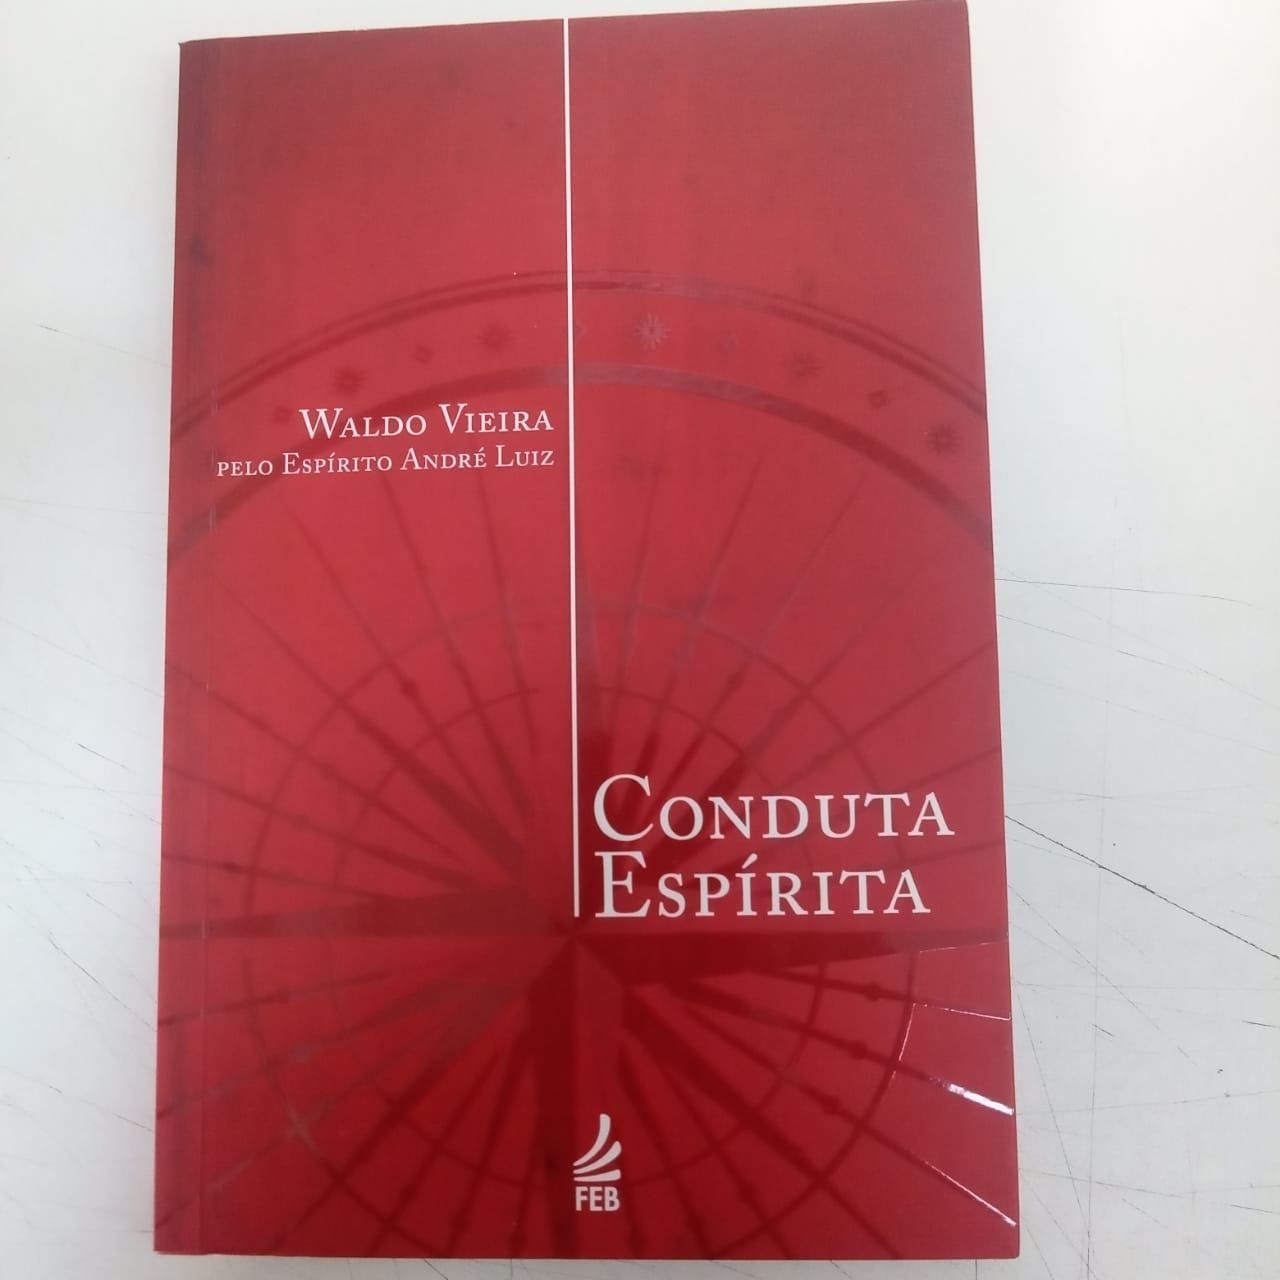 WALDO VIEIRA
PELO ESPÍRITO ANDRÉ LUIZ
CONDUTA
ESPÍRITA
FEB